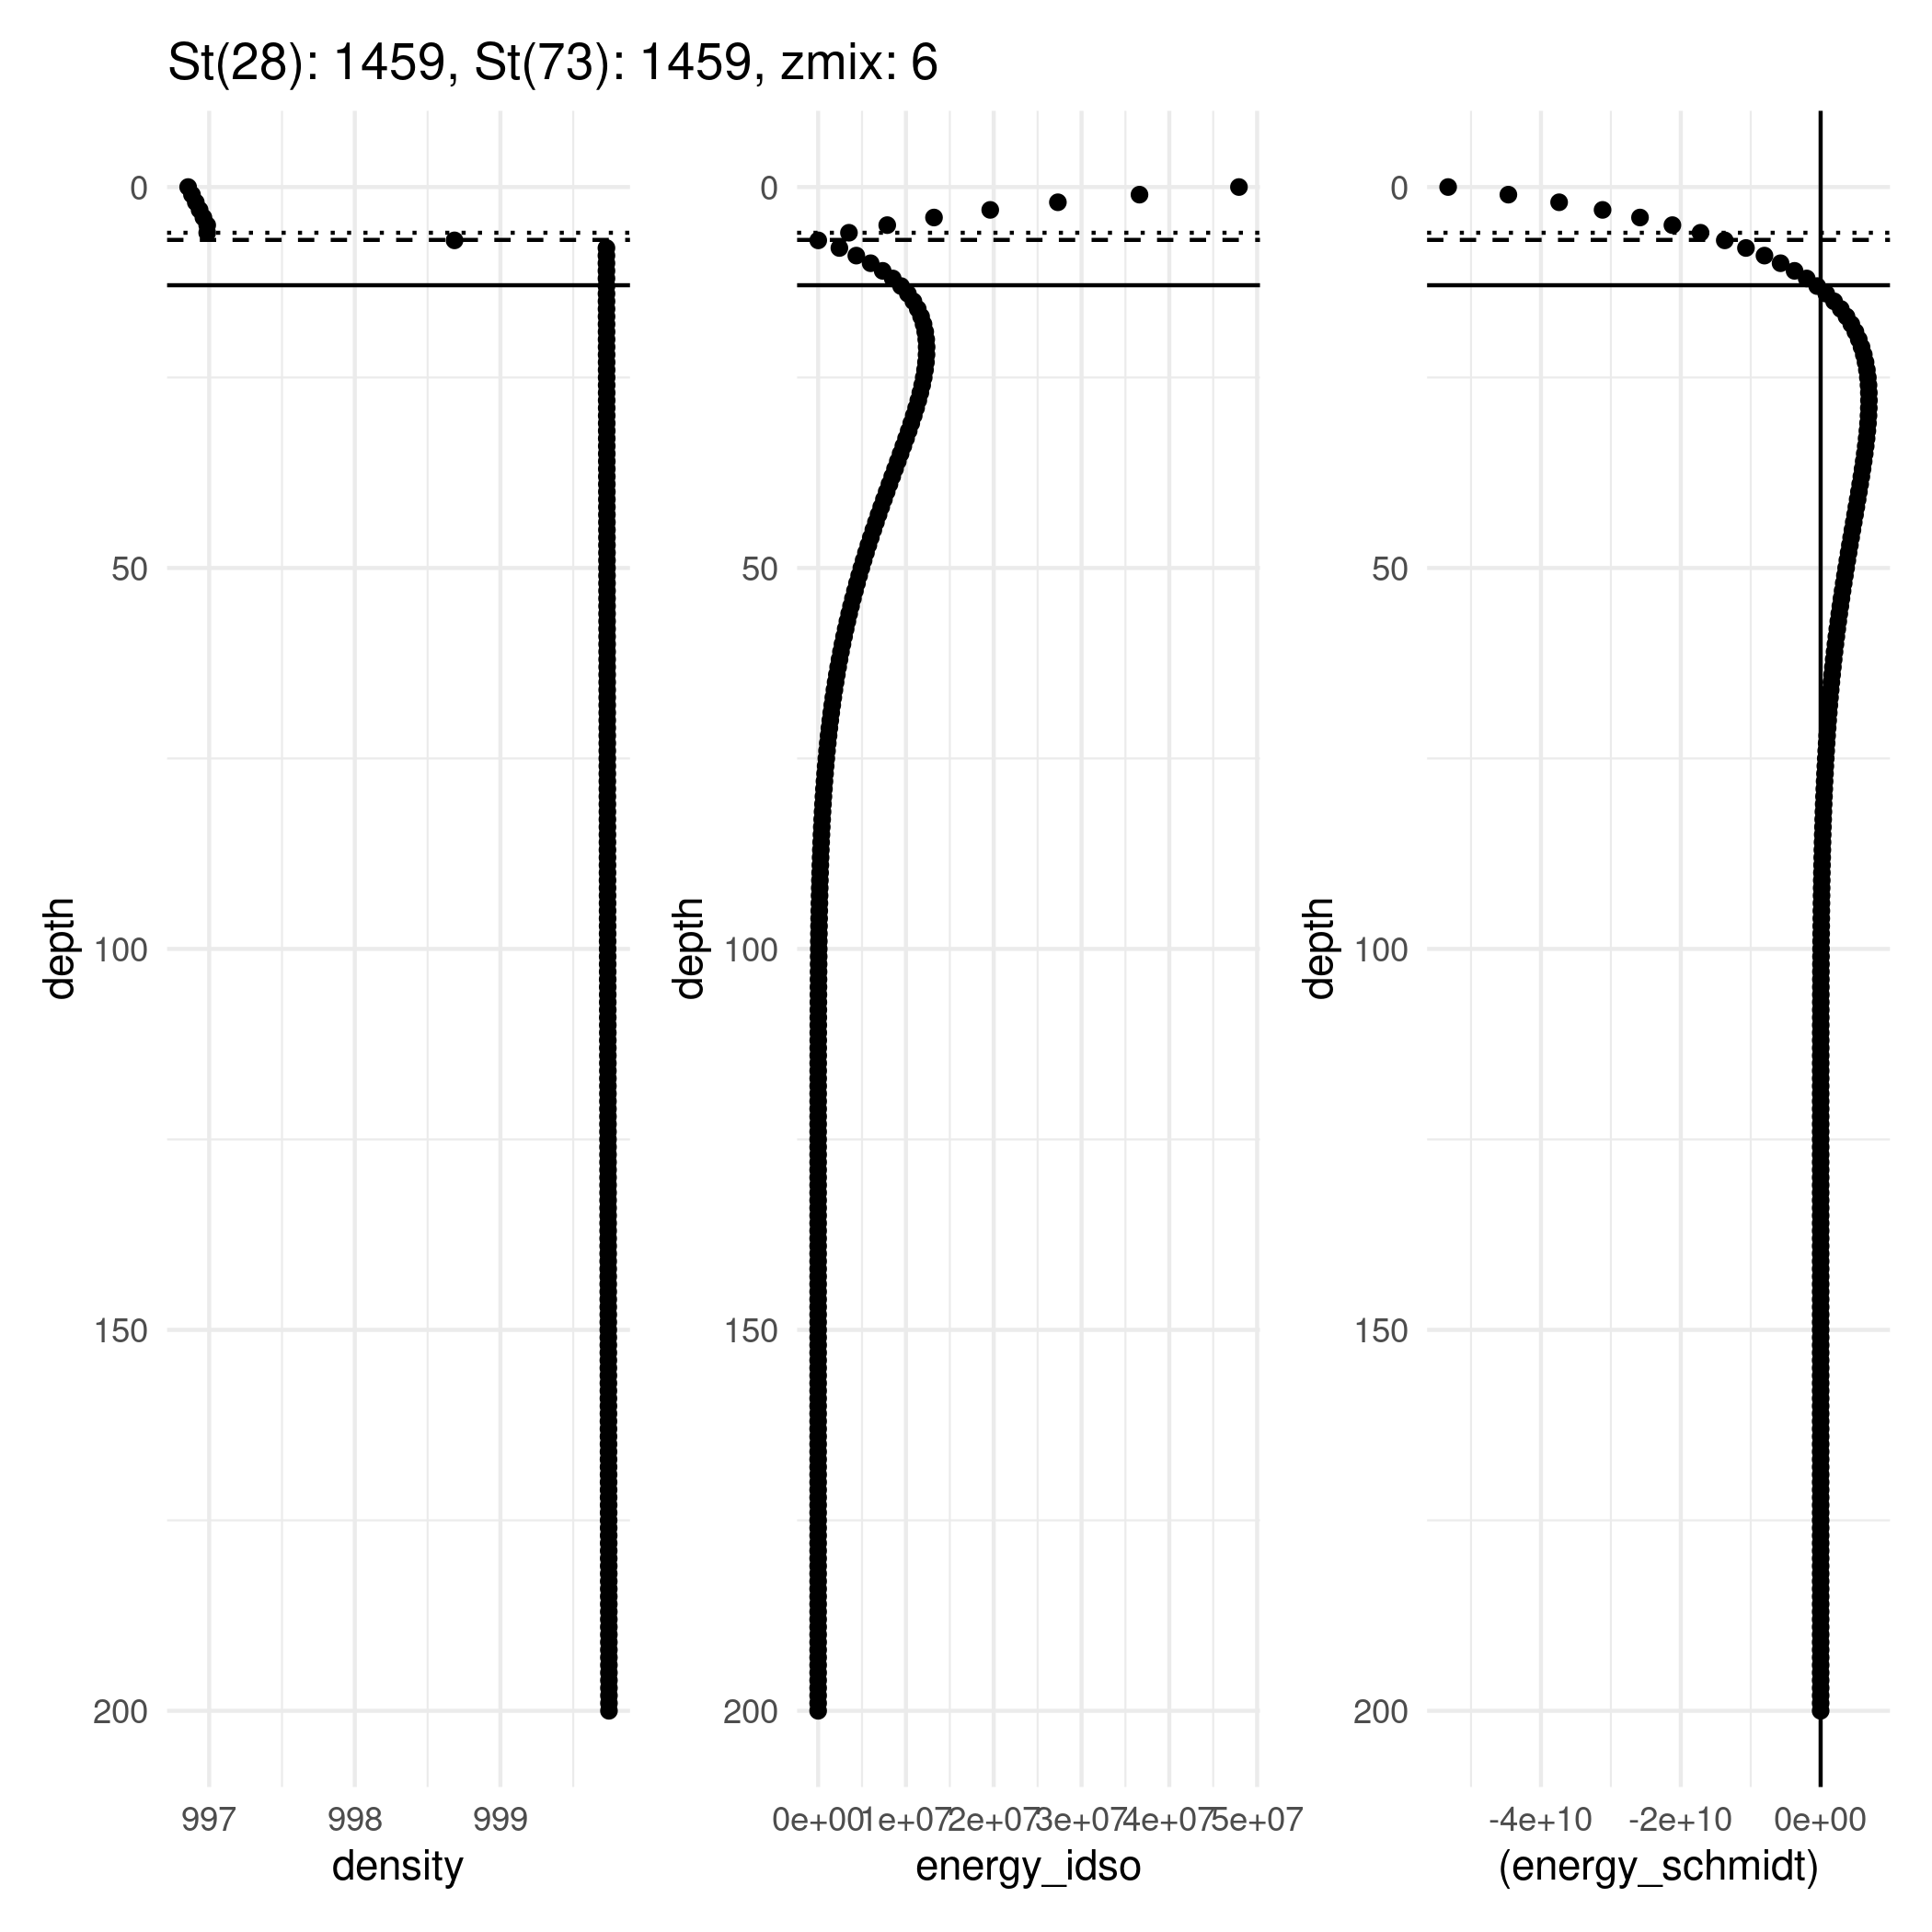 St(28): 1459, St(73): 1459, zmix: 6
0
50
100
150
200
depth
997
998
999
density
0
50
100
150
200
depth
0e+00
1e+07
2e+07
3e+07
4e+07
5e+07
energy_idso
0
50
100
150
200
depth
-4e+10
-2e+10
0e+00
(energy_schmidt)